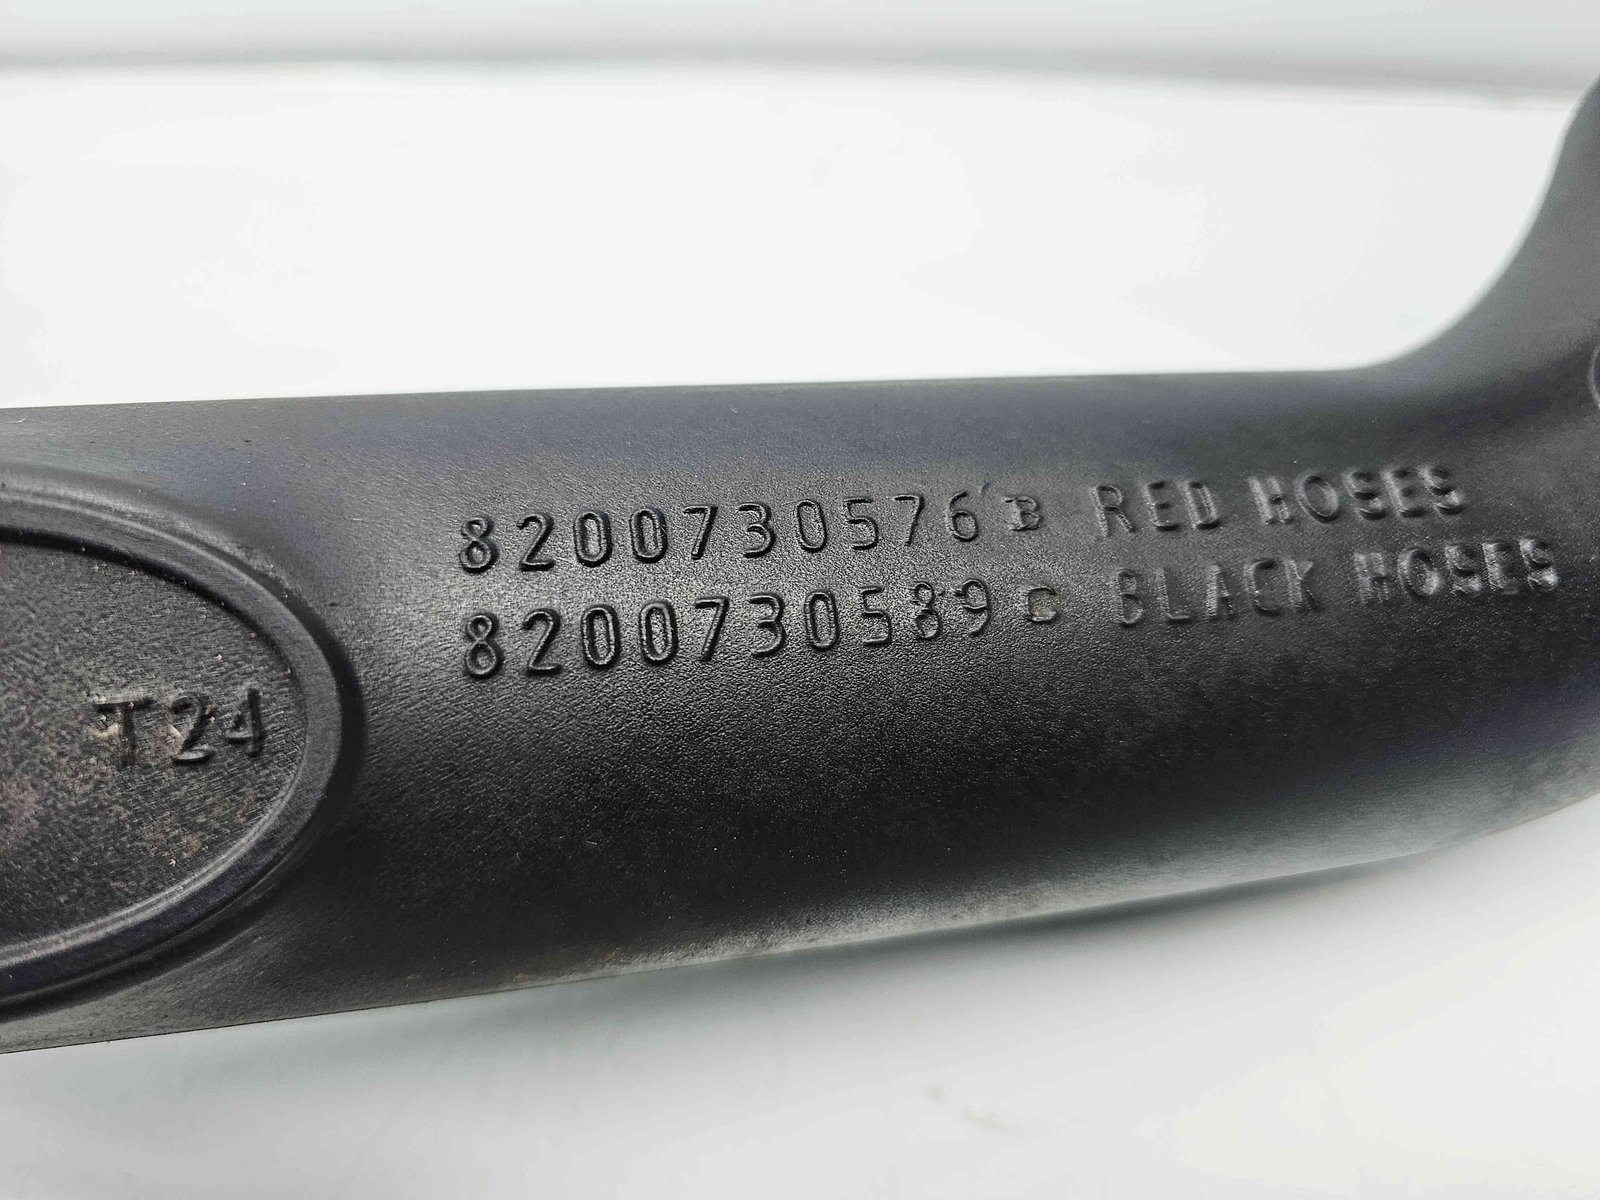 8200730576 B RED HOSES
8200730589 C BLACK HOSES
T24